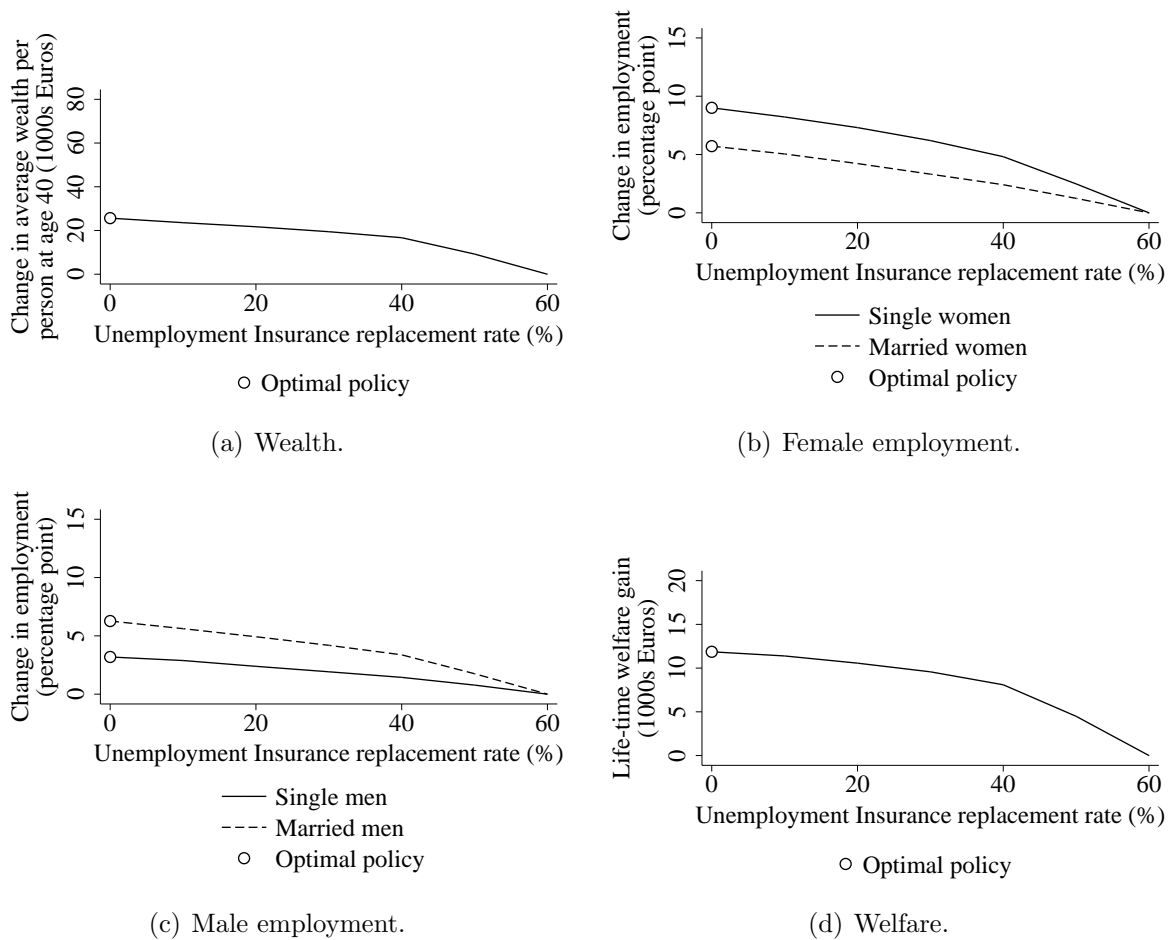 Change in average wealth per
person at age 40 (1000s Euros)
0 20 40 60 80
0 20 40 60
Unemployment Insurance replacement rate (%)
Optimal policy
(a) Wealth.
Change in employment
(percentage point)
0 5 10 15
0 20 40 60
Unemployment Insurance replacement rate (%)
Single women
Married women
Optimal policy
(b) Female employment.
Change in employment
(percentage point)
0 5 10 15
0 20 40 60
Unemployment Insurance replacement rate (%)
Single men
Married men
Optimal policy
(c) Male employment.
Life-time welfare gain
(1000s Euros)
0 5 10 15 20
0 20 40 60
Unemployment Insurance replacement rate (%)
Optimal policy
(d) Welfare.